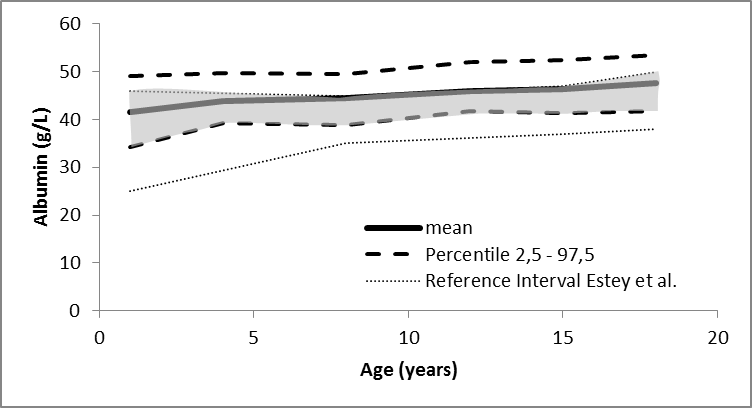 60
50
40
30
20
10
0
Albumin (g/L)
mean
Percentile 2,5 - 97,5
Reference Interval Estey et al.
0 5 10 15 20
Age (years)